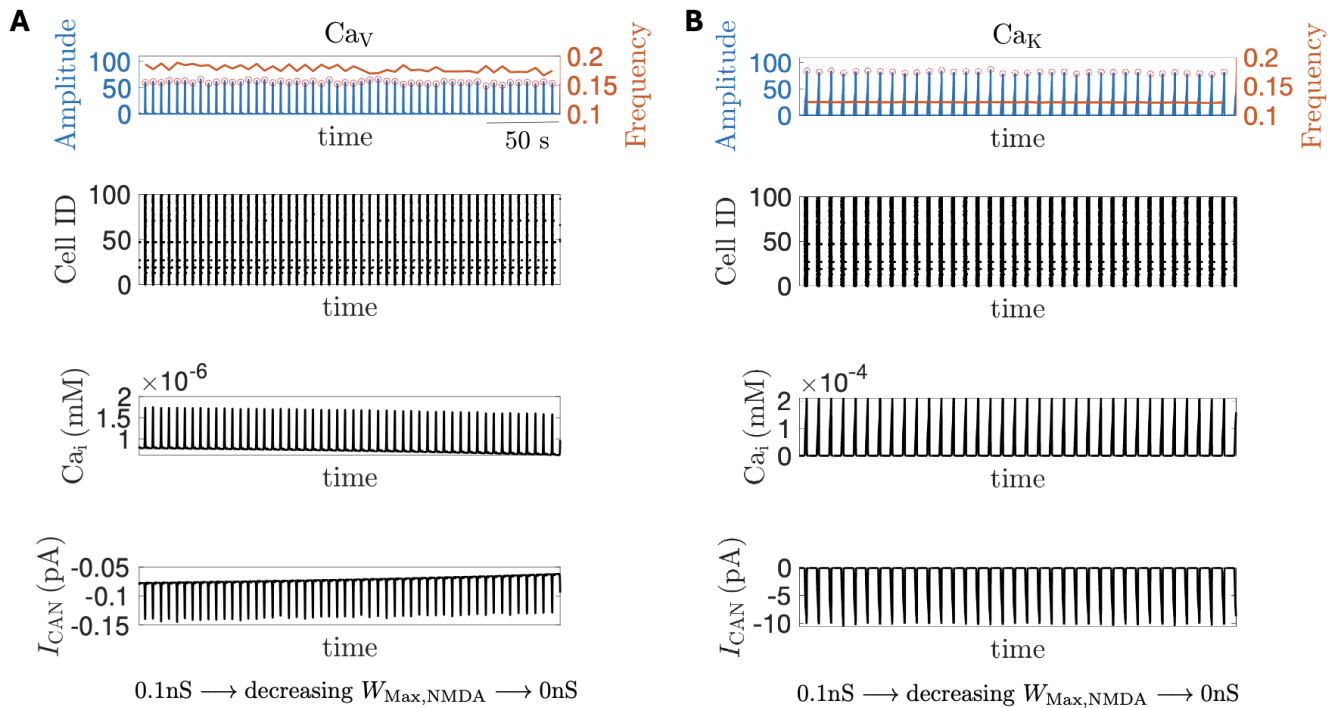 A
Ca_V
Amplitude
100
50
0
0.2
0.15
0.1
Frequency
time
50 s
Cell ID
100
50
0
time
×10^-6
Ca_i (mM)
2
1.5
1
time
I_CAN (pA)
-0.05
-0.1
-0.15
time
0.1nS → decreasing W_Max,NMDA → 0nS
B
Ca_K
Amplitude
100
50
0
0.2
0.15
0.1
Frequency
time
Cell ID
100
50
0
time
×10^-4
Ca_i (mM)
2
1
0
time
I_CAN (pA)
0
-5
-10
time
0.1nS → decreasing W_Max,NMDA → 0nS